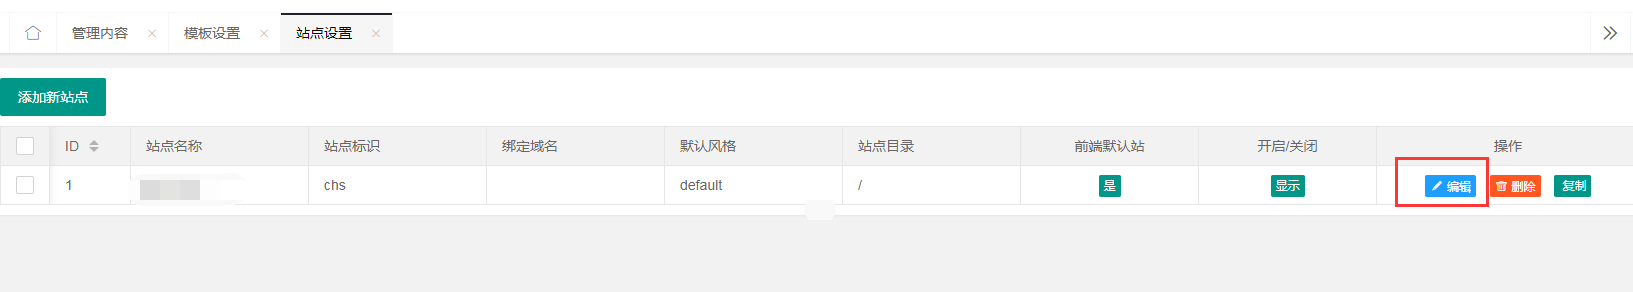 管理内容 模板设置 站点设置
添加新站点
ID 站点名称 站点标识 绑定域名 默认风格 站点目录 前端默认站 开启/关闭 操作
1 chs default / 是 显示 编辑 删除 复制